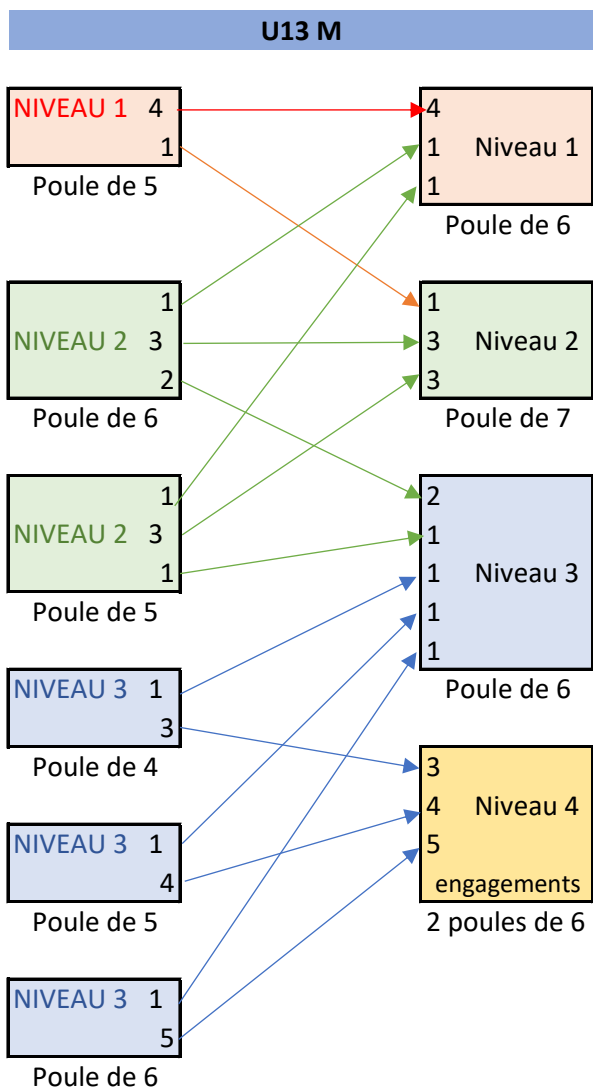 U13 M
NIVEAU 1 4
1
Poule de 5
1
NIVEAU 2 3
2
Poule de 6
1
NIVEAU 2 3
1
Poule de 5
NIVEAU 3 1
3
Poule de 4
NIVEAU 3 1
4
Poule de 5
NIVEAU 3 1
5
Poule de 6
4
1 Niveau 1
1
Poule de 6
1
3 Niveau 2
3
Poule de 7
2
1
1 Niveau 3
1
1
Poule de 6
3
4 Niveau 4
5
engagements
2 poules de 6